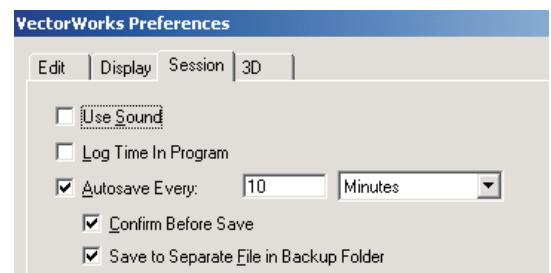 VectorWorks Preferences
Edit Display Session 3D
Use Sound
Log Time In Program
Autosave Every: 10 Minutes
Confirm Before Save
Save to Separate File in Backup Folder